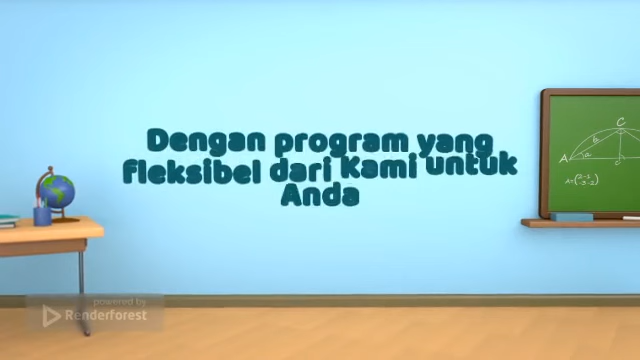 Dengan program yang
fleksibel dari Kami untuk
Anda
A
B
a
C
powered by
Renderforest